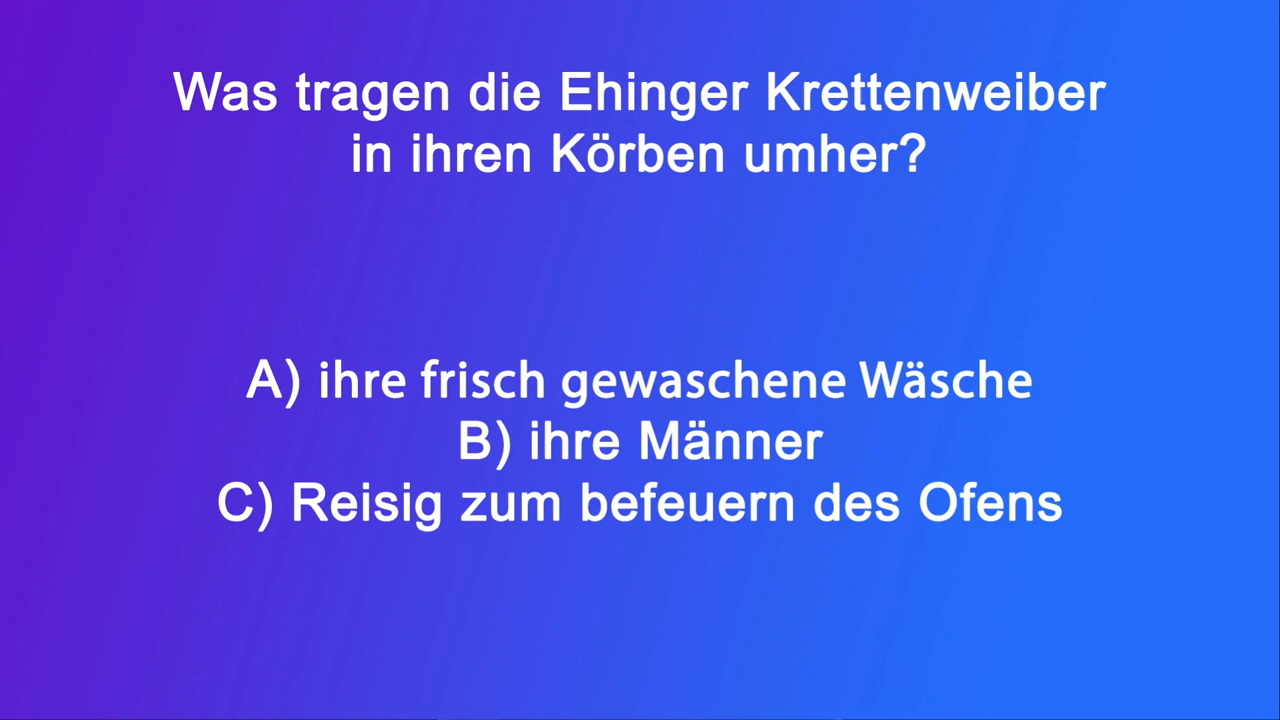 Was tragen die Ehinger Krettenweiber
in ihren Körben umher?
A) ihre frisch gewaschene Wäsche
B) ihre Männer
C) Reisig zum befeuern des Ofens